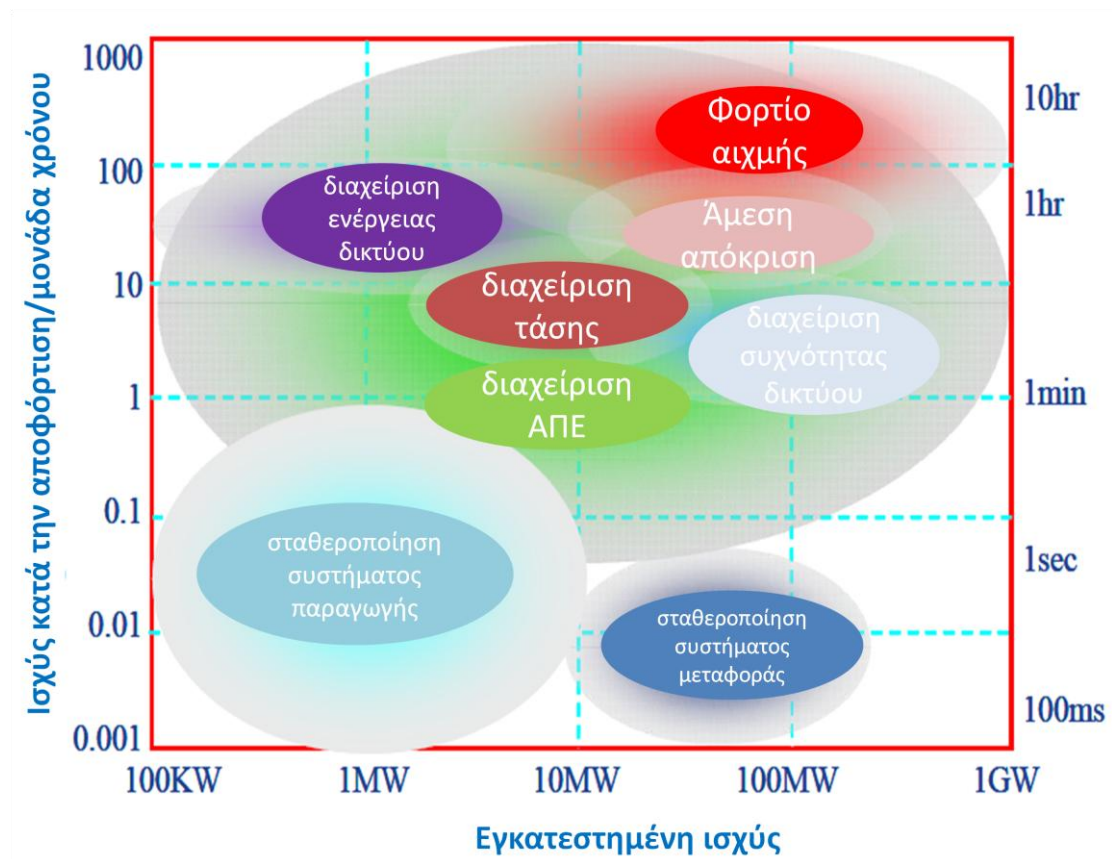 Ισχύς κατά την αποφόρτιση/μονάδα χρόνου
1000
100
10
1
0.1
0.01
0.001
Φορτίο
αιχμής
διαχείριση
ενέργειας
δικτύου
Άμεση
απόκριση
διαχείριση
τάσης
διαχείριση
συχνότητας
δικτύου
διαχείριση
ΑΠΕ
σταθεροποίηση
συστήματος
παραγωγής
σταθεροποίηση
συστήματος
μεταφοράς
10hr
1hr
1min
1sec
100ms
100KW
1MW
10MW
100MW
1GW
Εγκατεστημένη ισχύς